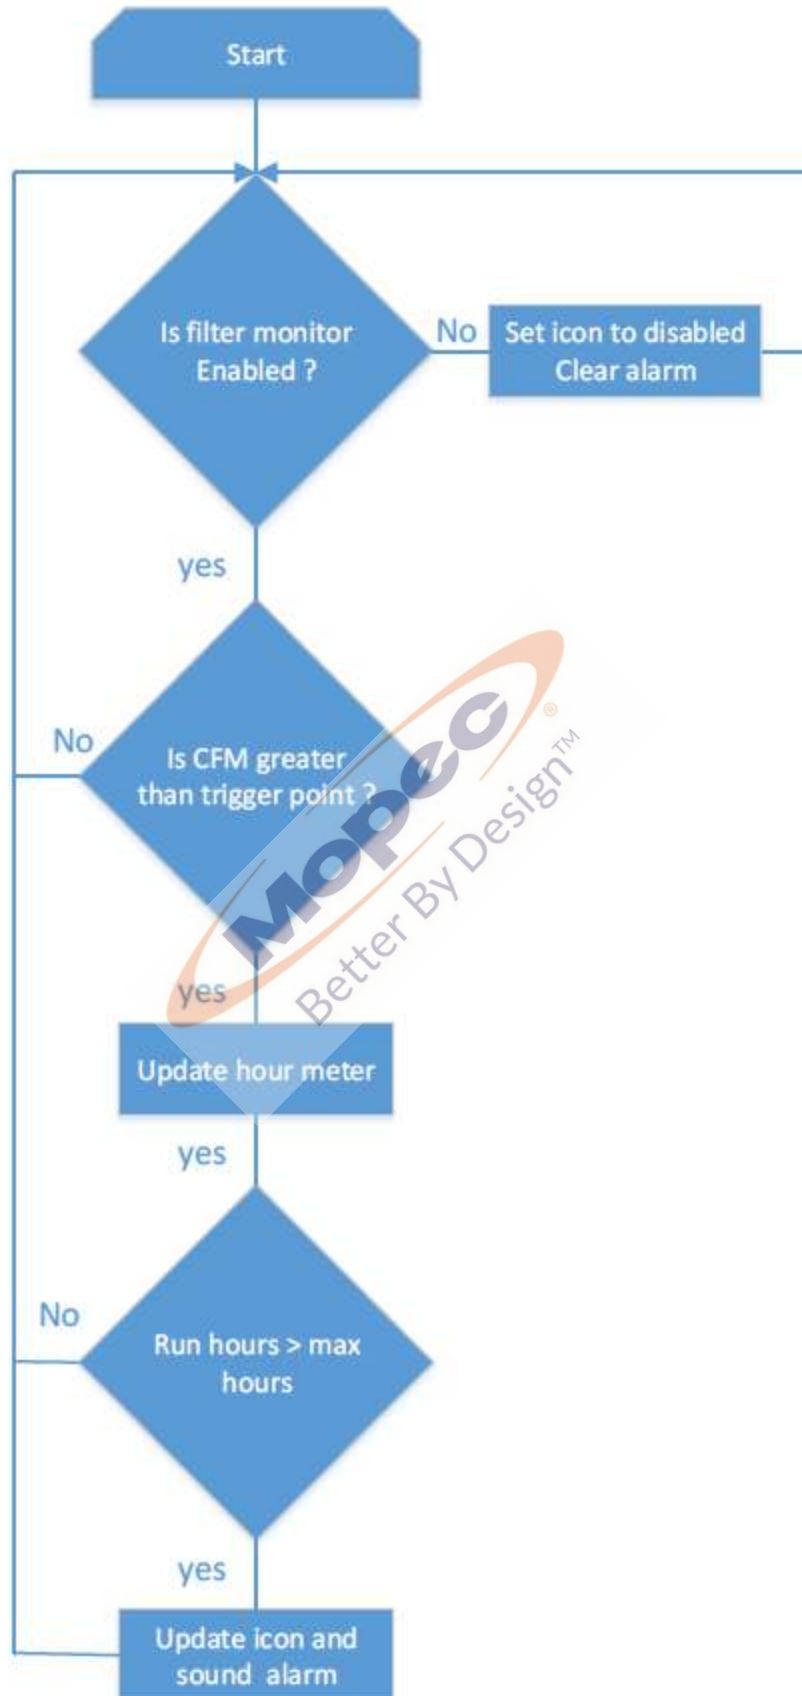 Start
Is filter monitor
Enabled ?
No
Set icon to disabled
Clear alarm
yes
No
Is CFM greater
than trigger point ?
Mopec
®
Better By Design™
yes
Update hour meter
yes
No
Run hours > max
hours
yes
Update icon and
sound alarm